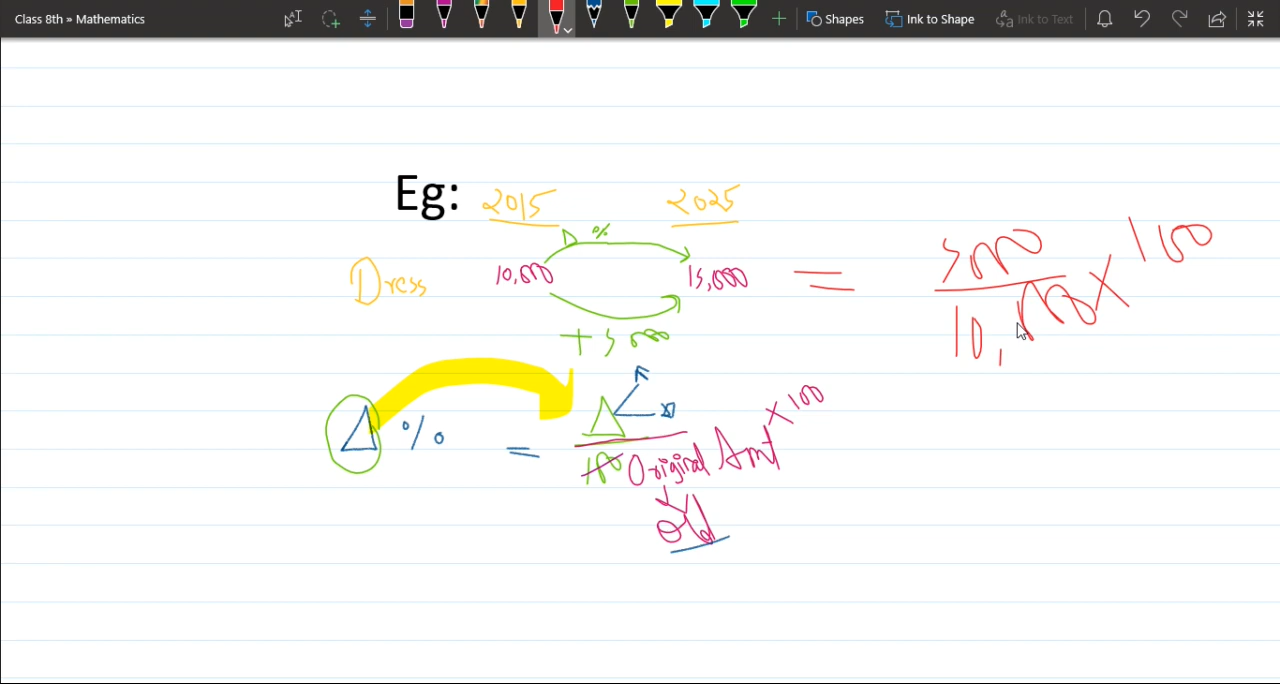 Class 8th » Mathematics
Shapes
Ink to Shape
Ink to Text
Eg: 2015 2025
Δ %
Dress 10,000 15,000 = 5000 / 10,000 × 100
+ 5000
Δ % = Δ / Original Amt × 100
100
Old